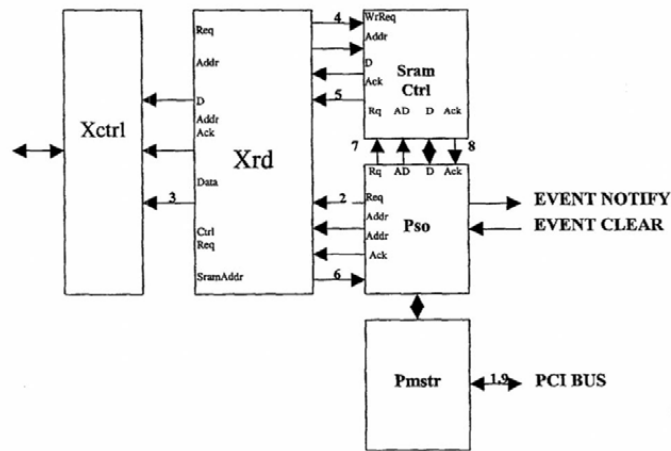 Xctrl
Req
Addr
D
Addr
Ack
Xrd
Data
Ctrl
Req
SramAddr
3
4
5
2
6
WrReq
Addr
D
Ack
Sram
Ctrl
Rq AD D Ack
7
8
Rq AD D Ack
Req
Addr
Addr
Ack
Pso
EVENT NOTIFY
EVENT CLEAR
Pmstr
1.9
PCI BUS